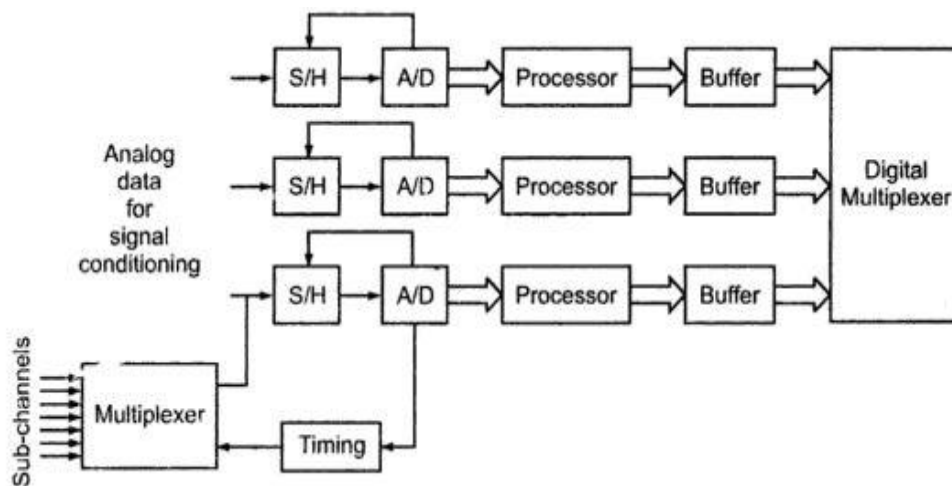 S/H
A/D
Processor
Buffer
Analog
data
for
signal
conditioning
S/H
A/D
Processor
Buffer
Digital
Multiplexer
S/H
A/D
Processor
Buffer
Sub-channels
Multiplexer
Timing